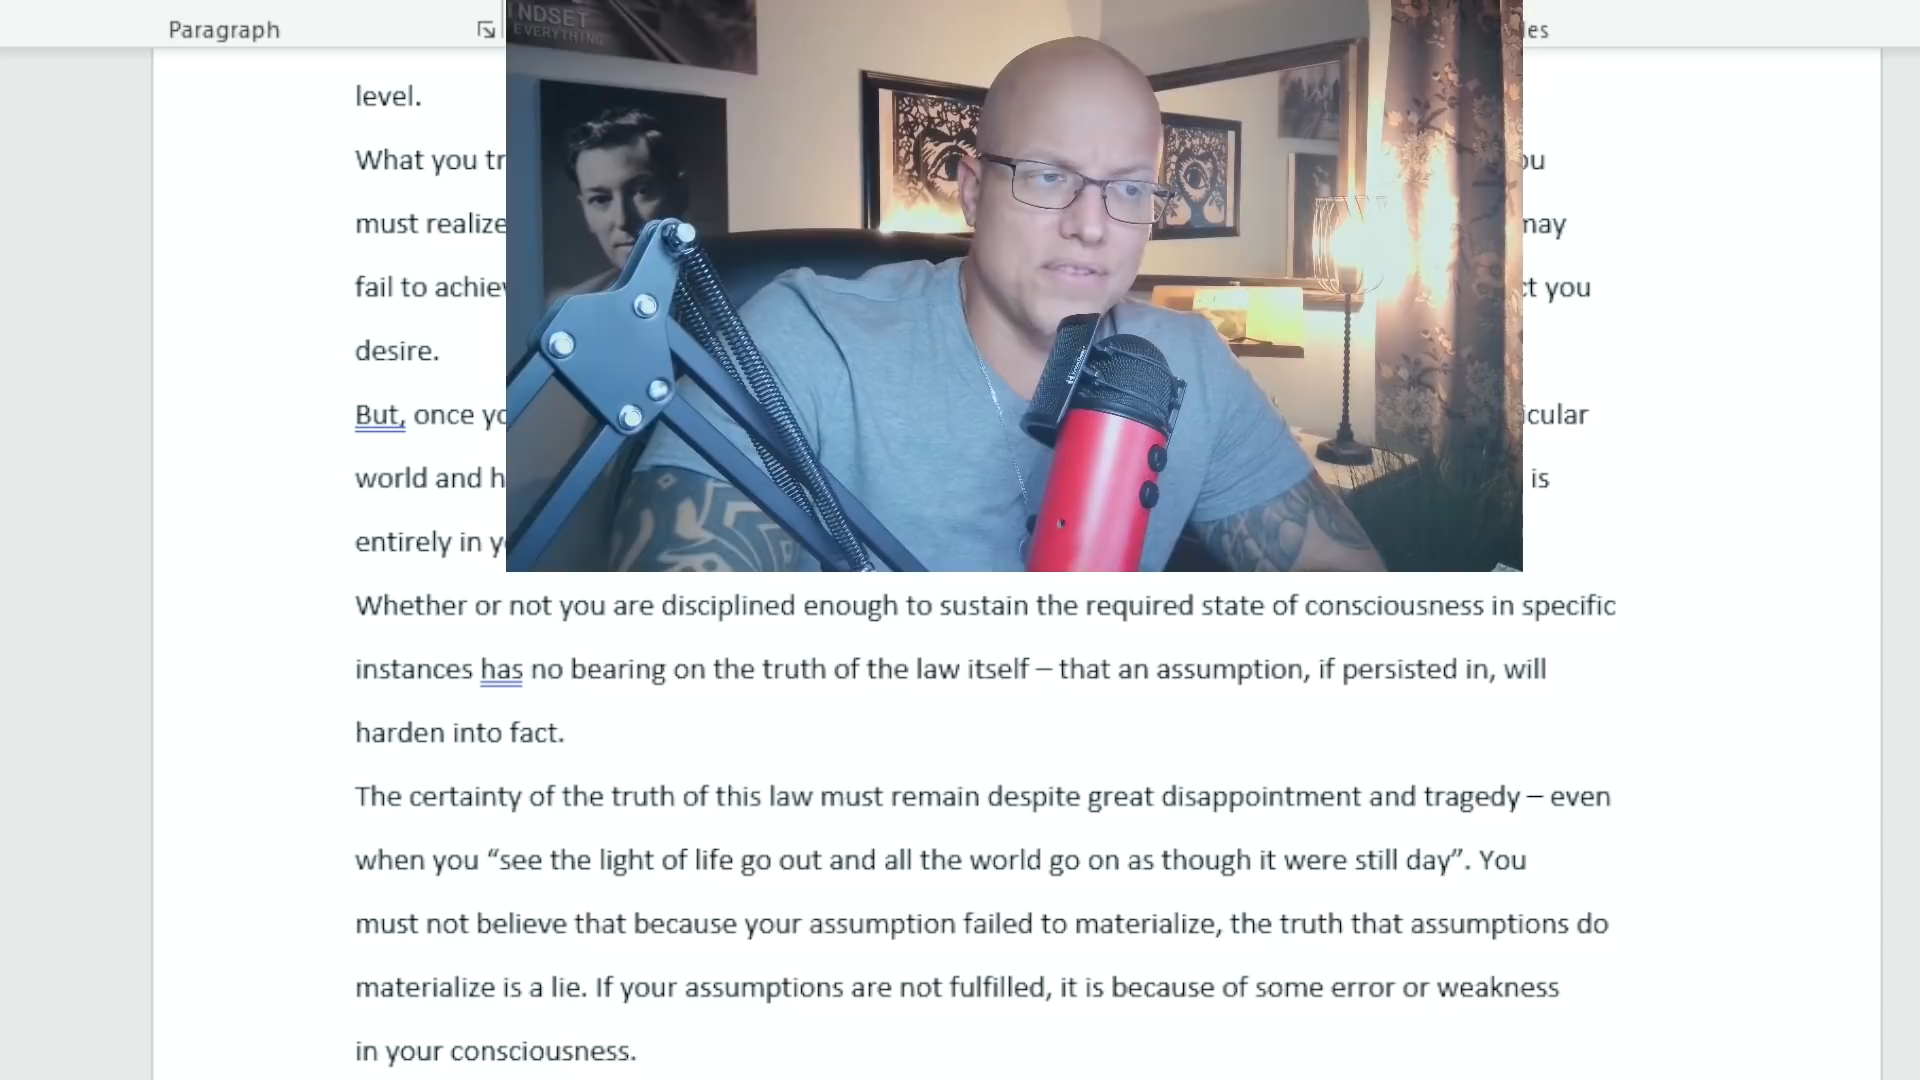 Paragraph
les
NDSET
EVERYTHING
level.
What you
must realize
may
fail to
you
desire.
But, once
world and
is
entirely in
Whether or not you are disciplined enough to sustain the required state of consciousness in specific
instances has no bearing on the truth of the law itself – that an assumption, if persisted in, will
harden into fact.
The certainty of the truth of this law must remain despite great disappointment and tragedy – even
when you “see the light of life go out and all the world go on as though it were still day”. You
must not believe that because your assumption failed to materialize, the truth that assumptions do
materialize is a lie. If your assumptions are not fulfilled, it is because of some error or weakness
in your consciousness.